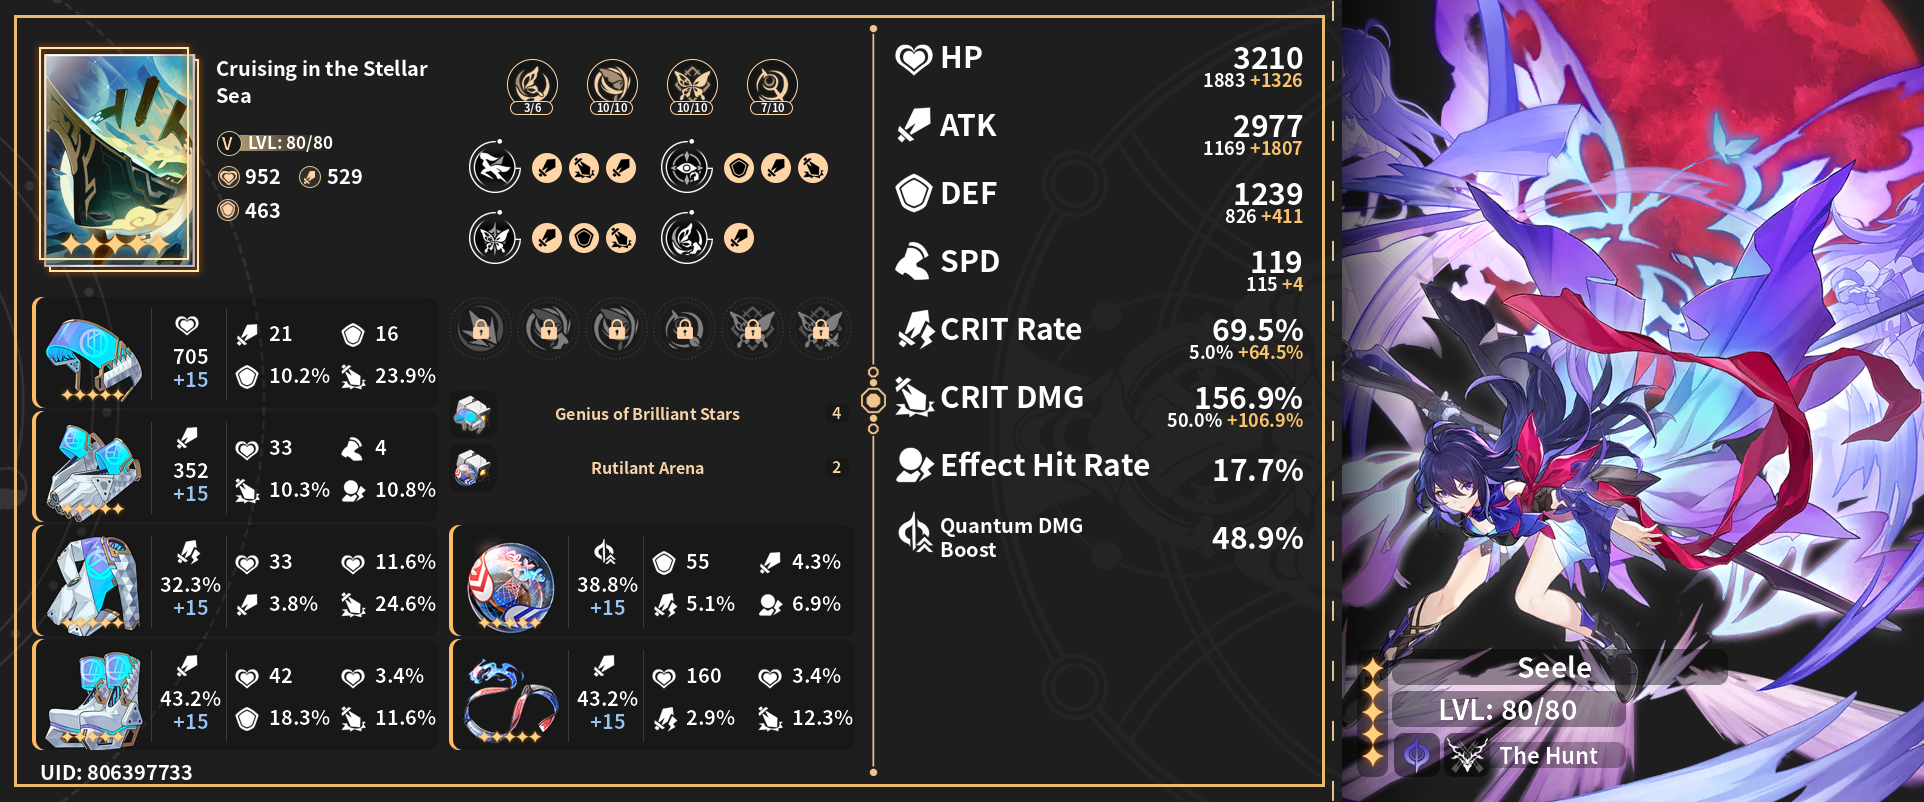 Cruising in the Stellar
Sea
V LVL: 80/80
952 529
463
3/6 10/10 10/10 7/10
705
+15
21 16
10.2% 23.9%
352
+15
33 4
10.3% 10.8%
32.3%
+15
33 11.6%
3.8% 24.6%
43.2%
+15
42 3.4%
18.3% 11.6%
Genius of Brilliant Stars 4
Rutilant Arena 2
38.8%
+15
55 4.3%
5.1% 6.9%
43.2%
+15
160 3.4%
2.9% 12.3%
UID: 806397733
HP 3210
1883 +1326
ATK 2977
1169 +1807
DEF 1239
826 +411
SPD 119
115 +4
CRIT Rate 69.5%
5.0% +64.5%
CRIT DMG 156.9%
50.0% +106.9%
Effect Hit Rate 17.7%
Quantum DMG
Boost 48.9%
Seele
LVL: 80/80
The Hunt